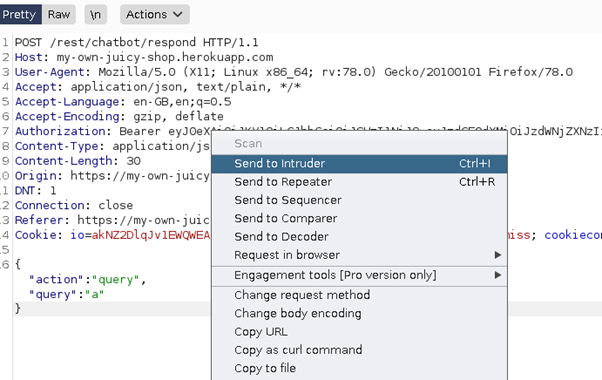 Pretty Raw \n Actions
1 POST /rest/chatbot/respond HTTP/1.1
2 Host: my-own-juicy-shop.herokuapp.com
3 User-Agent: Mozilla/5.0 (X11; Linux x86_64; rv:78.0) Gecko/20100101 Firefox/78.0
4 Accept: application/json, text/plain, */*
5 Accept-Language: en-GB,en;q=0.5
6 Accept-Encoding: gzip, deflate
7 Authorization: Bearer
8 Content-Type: application/js
9 Content-Length: 30
10 Origin: https://my-own-juicy
11 DNT: 1
12 Connection: close
13 Referer: https://my-own-juic
14 Cookie: io=akNZ2DlqJv1EWQWEA miss; cookiecon
15
16 {
"action":"query",
"query":"a"
}
Scan
Send to Intruder Ctrl+I
Send to Repeater Ctrl+R
Send to Sequencer
Send to Comparer
Send to Decoder
Request in browser
Engagement tools [Pro version only]
Change request method
Change body encoding
Copy URL
Copy as curl command
Copy to file